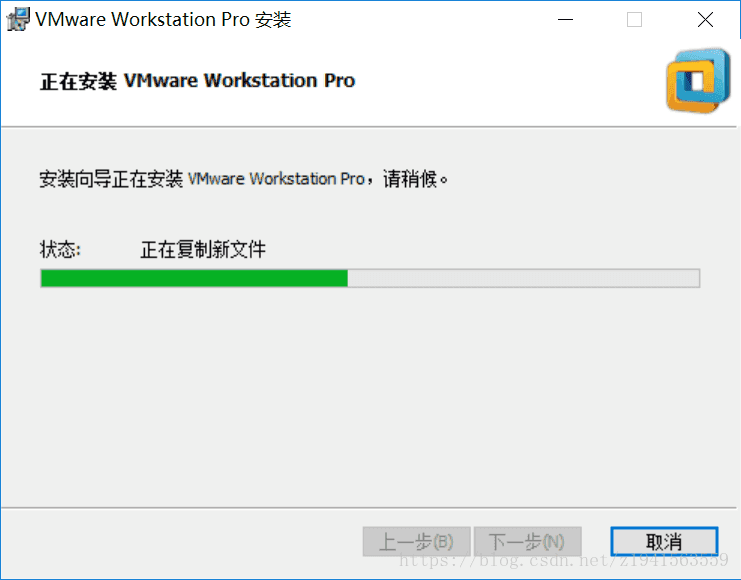 VMware Workstation Pro 安装
正在安装 VMware Workstation Pro
安装向导正在安装 VMware Workstation Pro，请稍候。
状态: 正在复制新文件
上一步(B) 下一步(N) 取消
https://blog.csdn.net/z1941563559